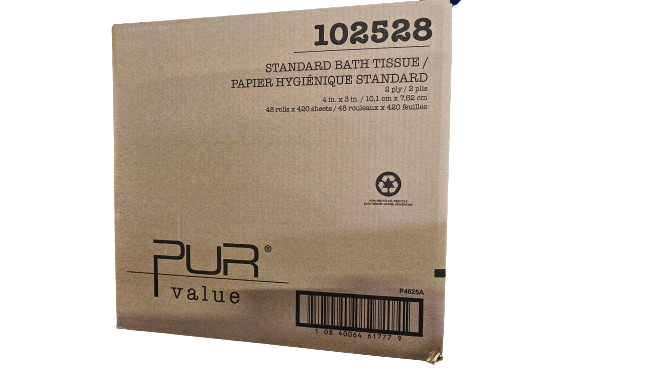 102528
STANDARD BATH TISSUE /
PAPIER HYGIÉNIQUE STANDARD
2 ply / 2 plis
4 in. x 3 in. / 10,1 cm x 7,62 cm
48 rolls x 420 sheets / 48 rouleaux x 420 feuilles
PUR®
value
P4625A
1 08 40064 61777 9